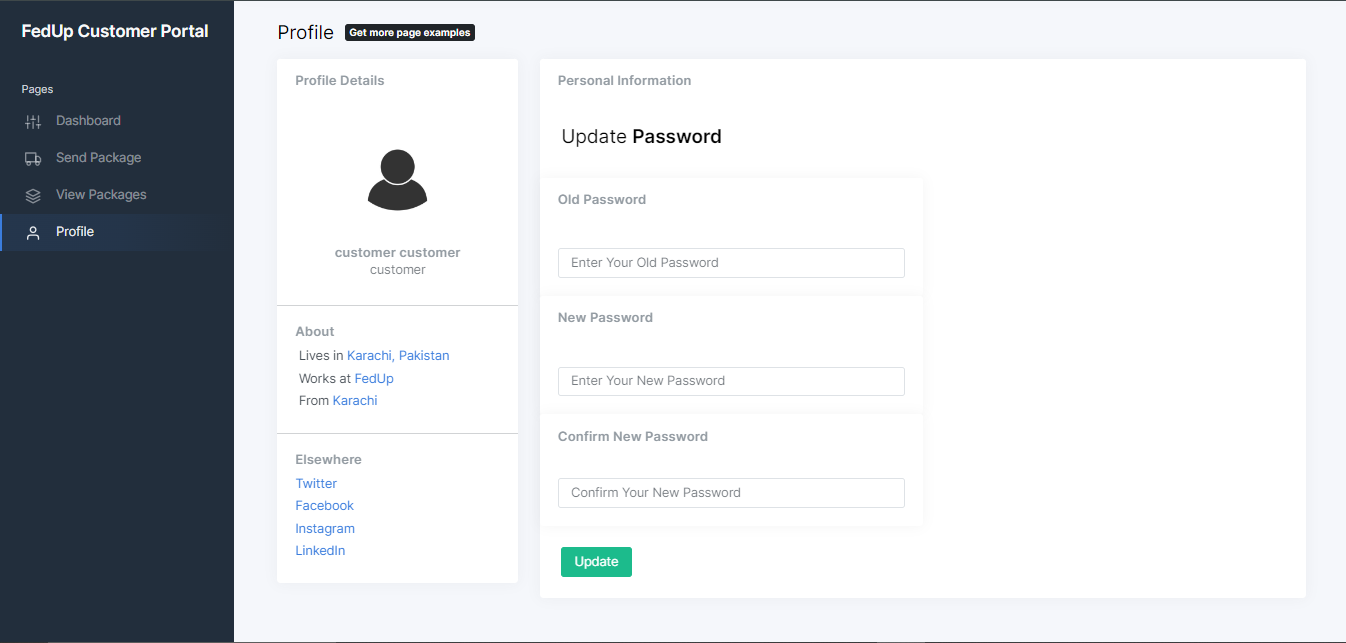 FedUp Customer Portal
Pages
Dashboard
Send Package
View Packages
Profile
Profile Get more page examples
Profile Details
customer customer
customer
About
Lives in Karachi, Pakistan
Works at FedUp
From Karachi
Elsewhere
Twitter
Facebook
Instagram
LinkedIn
Personal Information
Update Password
Old Password
Enter Your Old Password
New Password
Enter Your New Password
Confirm New Password
Confirm Your New Password
Update